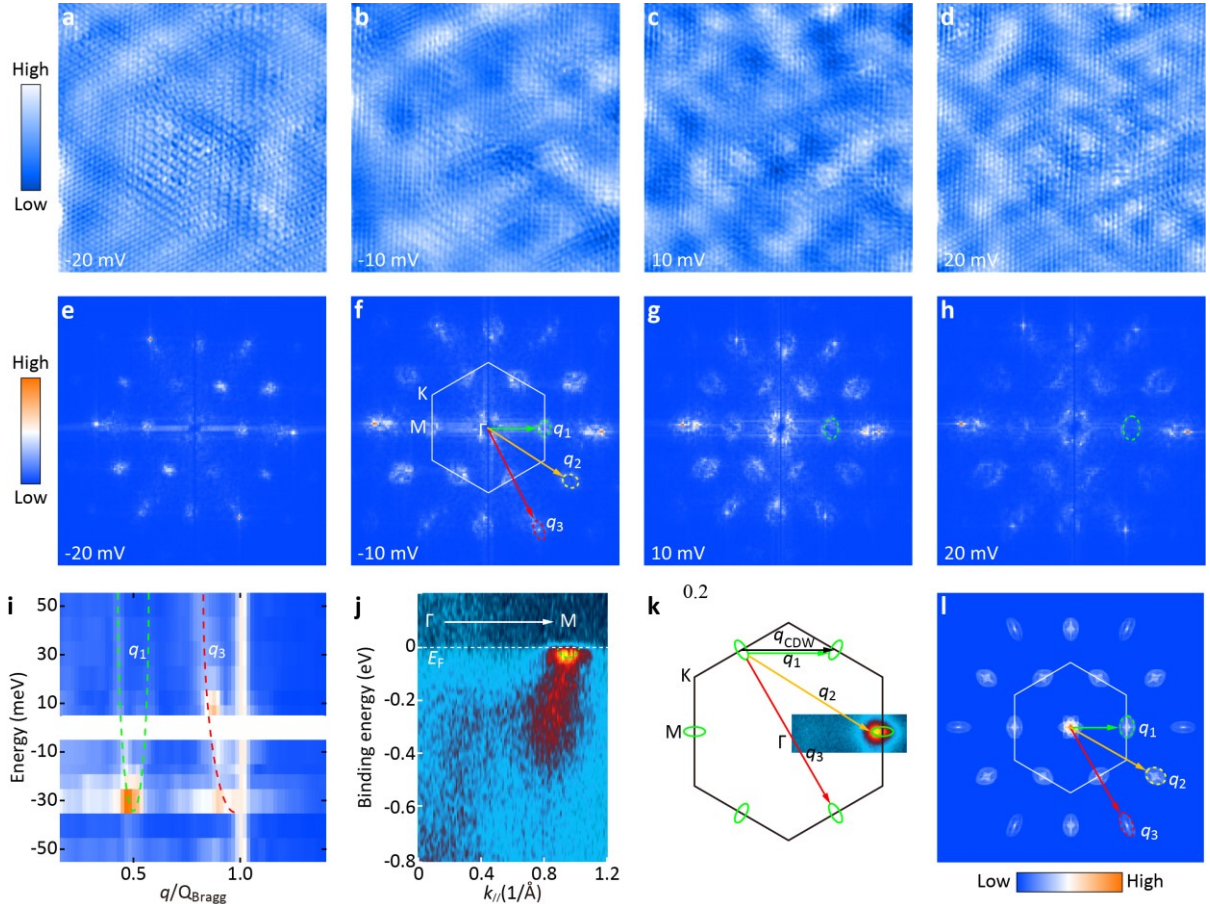 a
b
c
d
High
Low
-20 mV
-10 mV
10 mV
20 mV
e
f
g
h
High
Low
K
M
Γ
q1
q2
q3
-20 mV
-10 mV
10 mV
20 mV
i
j
k
l
50
30
10
-10
-30
-50
Energy (meV)
q1
q3
0.5
1.0
q/QBragg
Γ
M
0
EF
-0.2
-0.4
-0.6
-0.8
Binding energy (eV)
0
0.4
0.8
1.2
k//(1/Å)
0.2
qCDW
q1
K
q2
M
Γ
q3
q1
q2
q3
Low
High